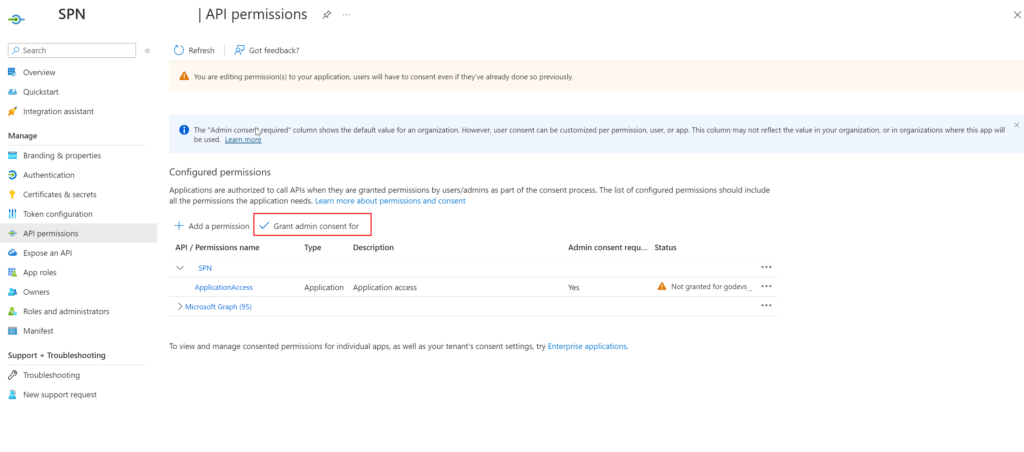 SPN | API permissions
Search
Refresh Got feedback?
Overview
Quickstart
Integration assistant
Manage
Branding & properties
Authentication
Certificates & secrets
Token configuration
API permissions
Expose an API
App roles
Owners
Roles and administrators
Manifest
Support + Troubleshooting
Troubleshooting
New support request
You are editing permission(s) to your application, users will have to consent even if they've already done so previously.
The "Admin consent required" column shows the default value for an organization. However, user consent can be customized per permission, user, or app. This column may not reflect the value in your organization, or in organizations where this app will
be used. Learn more
Configured permissions
Applications are authorized to call APIs when they are granted permissions by users/admins as part of the consent process. The list of configured permissions should include
all the permissions the application needs. Learn more about permissions and consent
Add a permission Grant admin consent for
API / Permissions name Type Description Admin consent requ... Status
SPN
ApplicationAccess Application Application access Yes Not granted for godevs_
Microsoft Graph (95)
To view and manage consented permissions for individual apps, as well as your tenant's consent settings, try Enterprise applications.